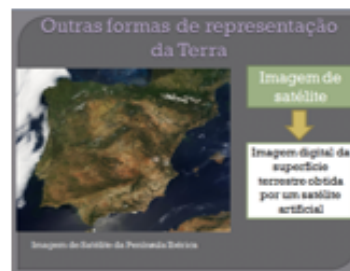 Outras formas de representação
da Terra
Imagem de
satélite
Imagem digital da
superfície
terrestre obtida
por um satélite
artificial
Imagem de Satélite da Península Ibérica